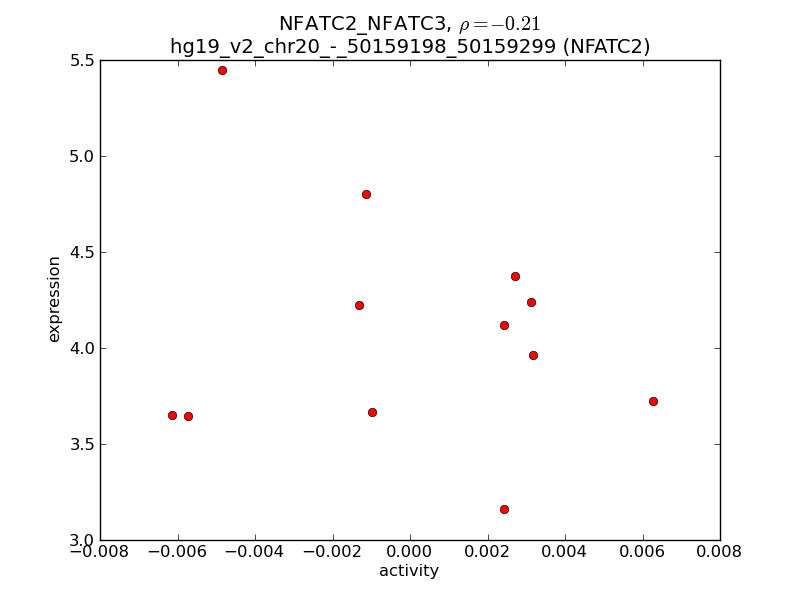 NFATC2_NFATC3, ρ=−0.21
hg19_v2_chr20_-_50159198_50159299 (NFATC2)
5.5
5.0
4.5
4.0
3.5
3.0
expression
−0.008 −0.006 −0.004 −0.002 0.000 0.002 0.004 0.006 0.008
activity